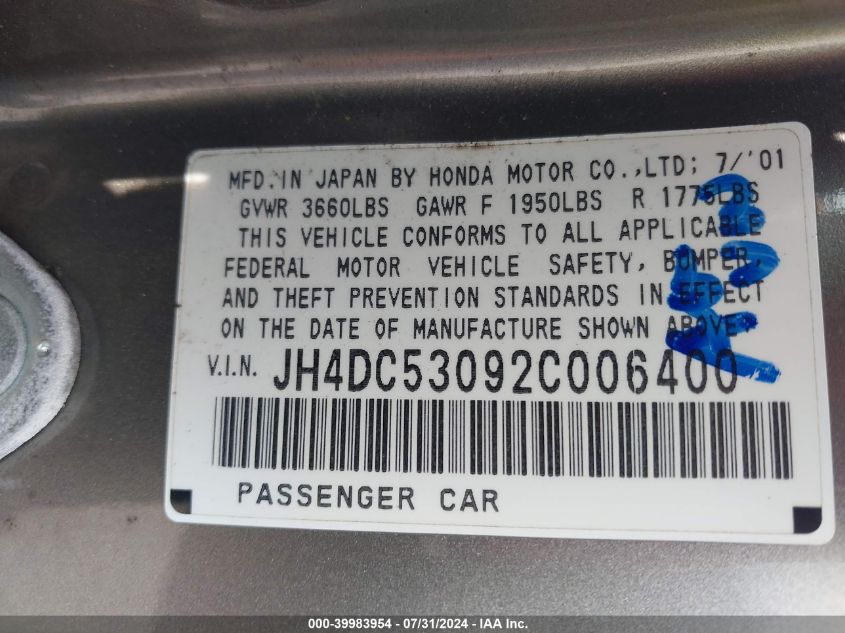 MFD.IN JAPAN BY HONDA MOTOR CO.,LTD; 7/'01
GVWR 3660LBS GAWR F 1950LBS R 1775LBS
THIS VEHICLE CONFORMS TO ALL APPLICABLE
FEDERAL MOTOR VEHICLE SAFETY, BUMPER,
AND THEFT PREVENTION STANDARDS IN EFFECT
ON THE DATE OF MANUFACTURE SHOWN ABOVE.
V.I.N. JH4DC53092C006400
PASSENGER CAR
000-39983954 / 07/31/2024 - IAA Inc.